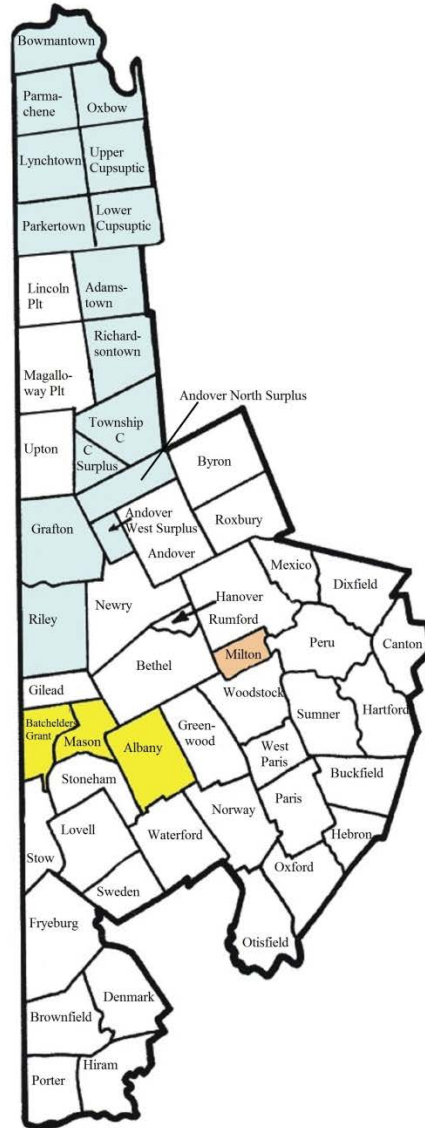 Bowmantown
Parma-
chene
Oxbow
Lynchtown
Upper
Cupsuptic
Parkertown
Lower
Cupsuptic
Lincoln
Plt
Adams-
town
Richard-
sontown
Magallo-
way Plt
Andover North Surplus
Township
C
Upton
C
Surplus
Byron
Grafton
Andover
West Surplus
Andover
Roxbury
Mexico
Dixfield
Newry
Hanover
Rumford
Riley
Peru
Canton
Milton
Bethel
Gilead
Woodstock
Batchelders
Grant
Mason
Albany
Green-
wood
Sumner
Hartford
West
Paris
Stoneham
Buckfield
Norway
Paris
Lovell
Waterford
Hebron
Stow
Oxford
Sweden
Fryeburg
Otisfield
Denmark
Brownfield
Porter
Hiram